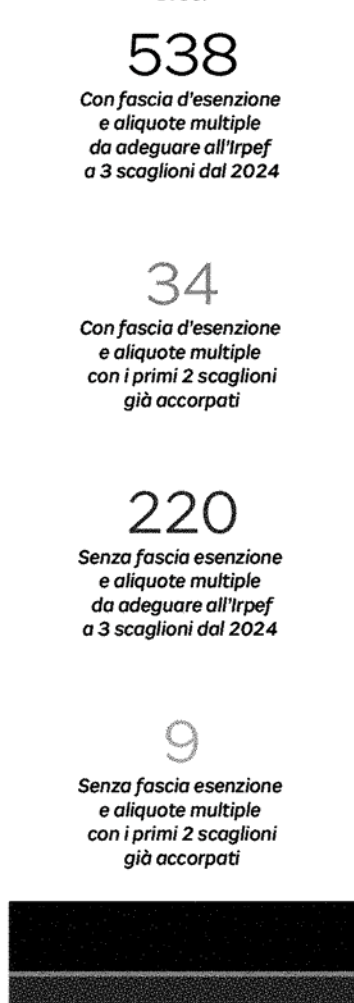 538
Con fascia d'esenzione
e aliquote multiple
da adeguare all'Irpef
a 3 scaglioni dal 2024
34
Con fascia d'esenzione
e aliquote multiple
con i primi 2 scaglioni
già accorpati
220
Senza fascia esenzione
e aliquote multiple
da adeguare all'Irpef
a 3 scaglioni dal 2024
9
Senza fascia esenzione
e aliquote multiple
con i primi 2 scaglioni
già accorpati